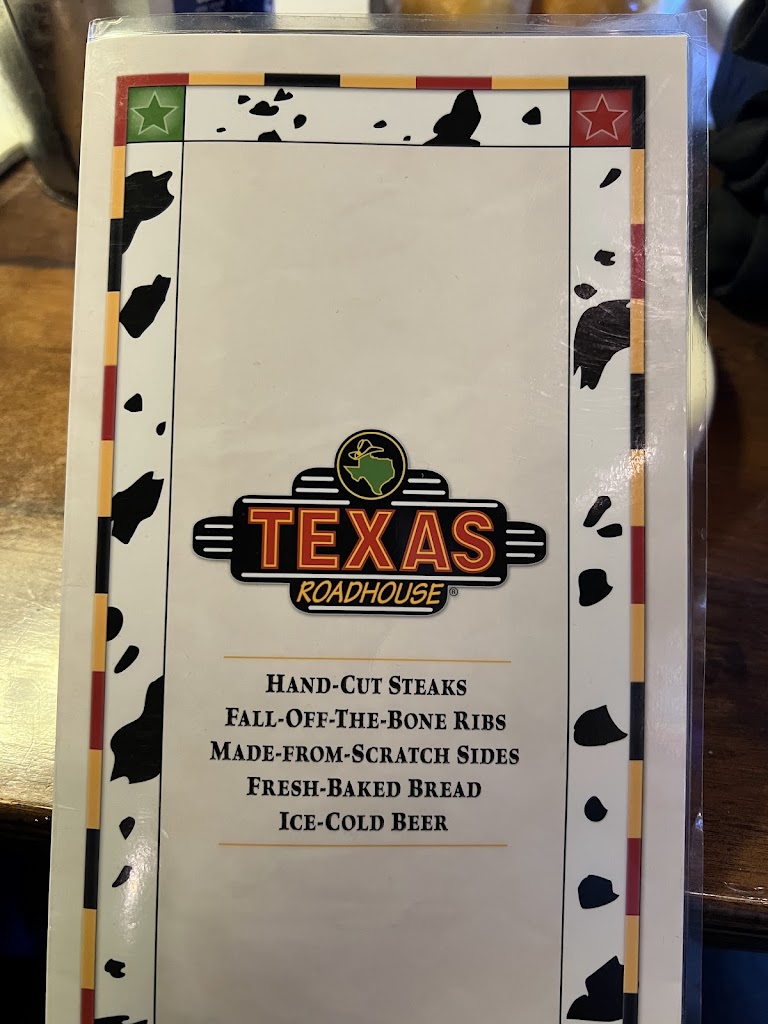 TEXAS
ROADHOUSE®
HAND-CUT STEAKS
FALL-OFF-THE-BONE RIBS
MADE-FROM-SCRATCH SIDES
FRESH-BAKED BREAD
ICE-COLD BEER